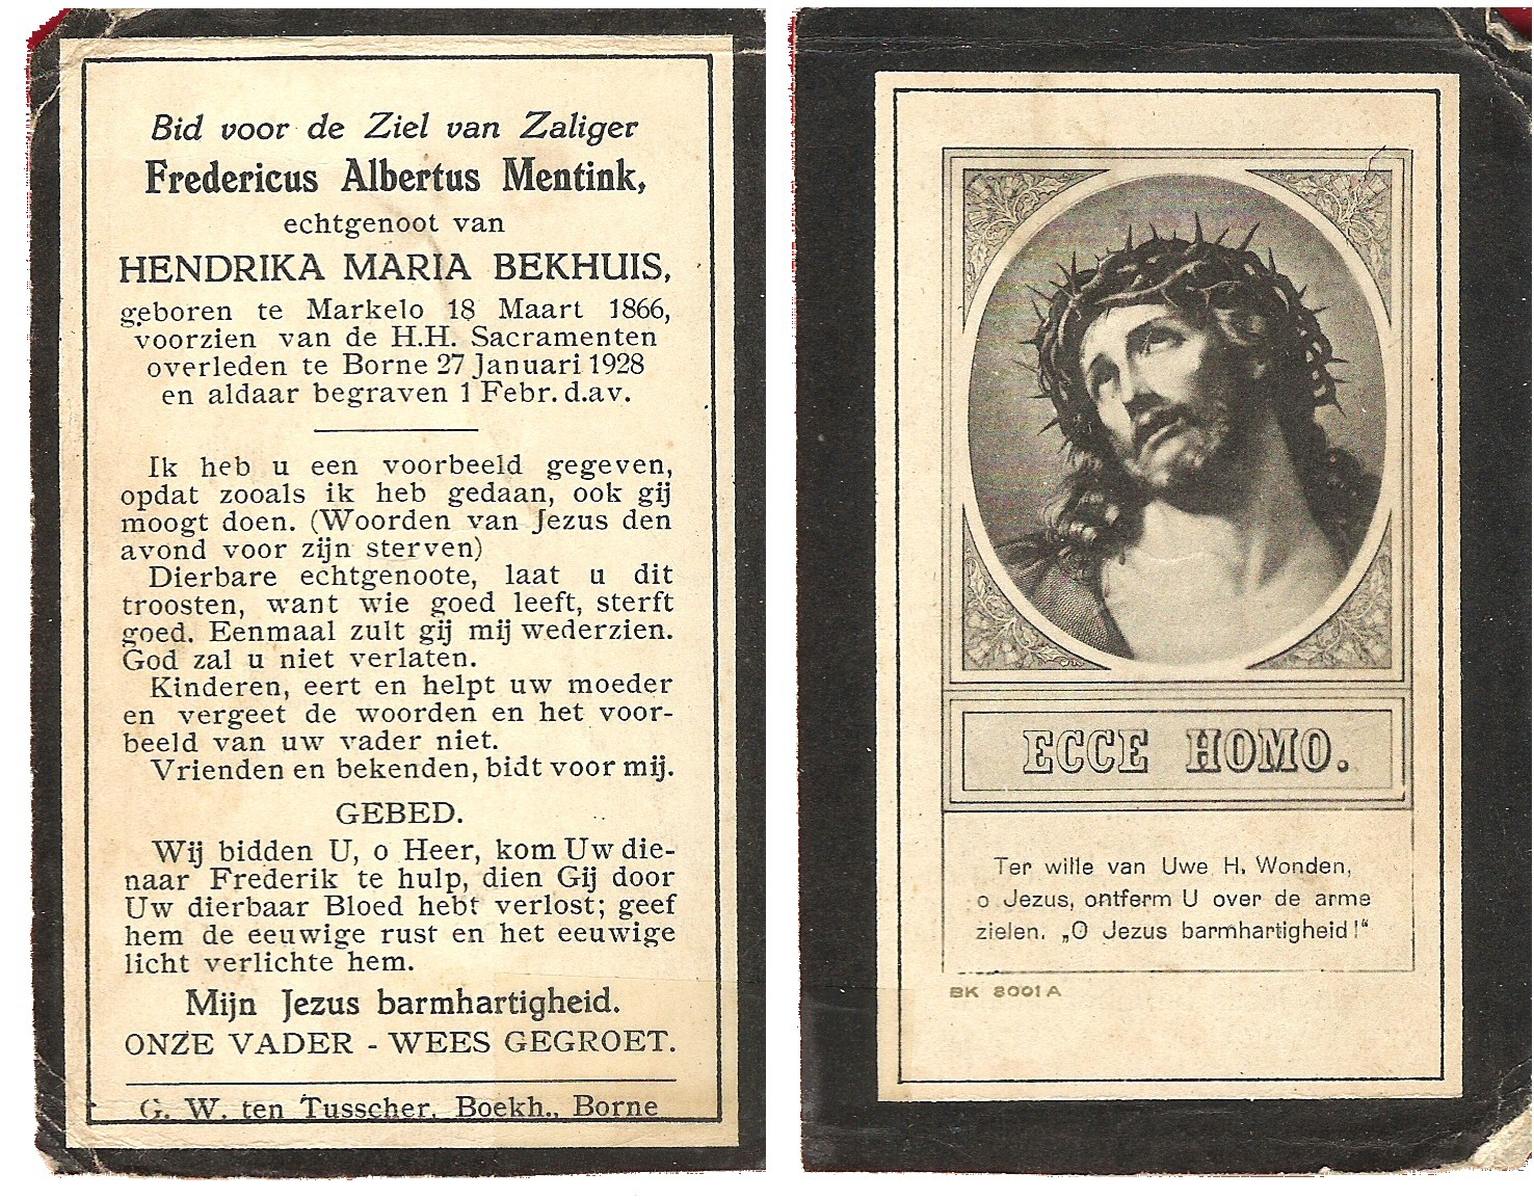 Bid voor de Ziel van Zaliger
Fredericus Albertus Mentink,
echtgenoot van
HENDRIKA MARIA BEKHUIS,
geboren te Markelo 18 Maart 1866,
voorzien van de H.H. Sacramenten
overleden te Borne 27 Januari 1928
en aldaar begraven 1 Febr. d.av.
Ik heb u een voorbeeld gegeven,
opdat zooals ik heb gedaan, ook gij
moogt doen. (Woorden van Jezus den
avond voor zijn sterven)
Dierbare echtgenoote, laat u dit
troosten, want wie goed leeft, sterft
goed. Eenmaal zult gij mij wederzien.
God zal u niet verlaten.
Kinderen, eert en helpt uw moeder
en vergeet de woorden en het voor-
beeld van uw vader niet.
Vrienden en bekenden, bidt voor mij.
GEBED.
Wij bidden U, o Heer, kom Uw die-
naar Frederik te hulp, dien Gij door
Uw dierbaar Bloed hebt verlost; geef
hem de eeuwige rust en het eeuwige
licht verlichte hem.
Mijn Jezus barmhartigheid.
ONZE VADER - WEES GEGROET.
G. W. ten Tusscher, Boekh., Borne
ECCE HOMO.
Ter wille van Uwe H. Wonden,
o Jezus, ontferm U over de arme
zielen. „O Jezus barmhartigheid!“
BK 8001 A